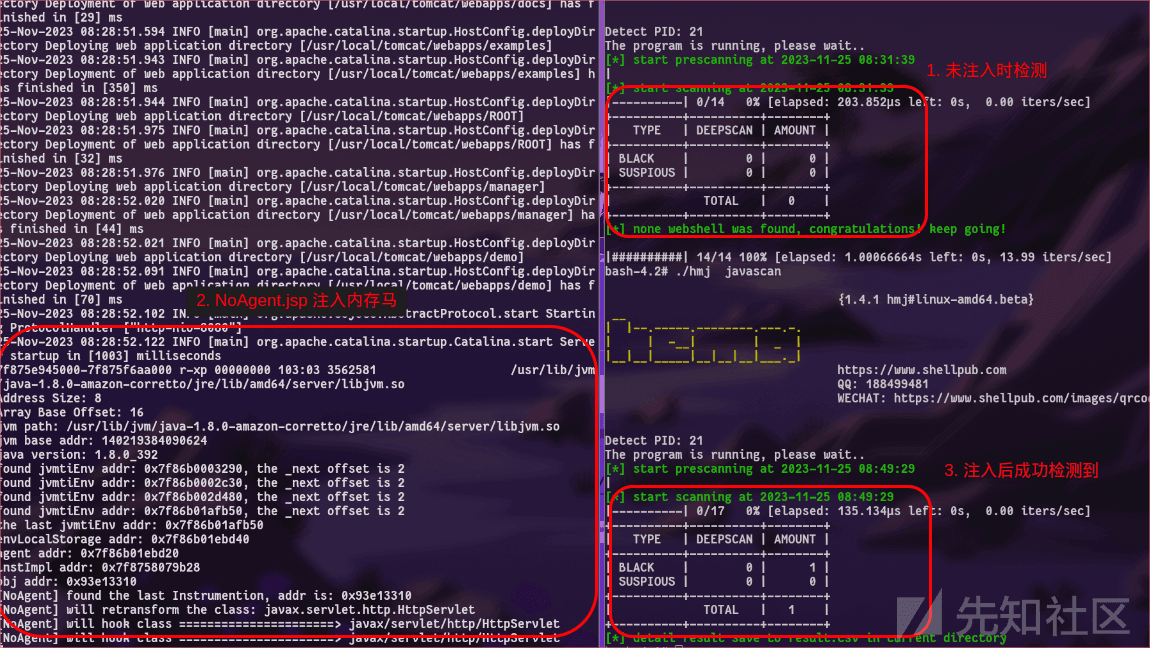 ectory Deployment of web application directory [/usr/local/tomcat/webapps/docs] has f
inished in [29] ms
25-Nov-2023 08:28:51.594 INFO [main] org.apache.catalina.startup.HostConfig.deployDir
ectory Deploying web application directory [/usr/local/tomcat/webapps/examples]
25-Nov-2023 08:28:51.943 INFO [main] org.apache.catalina.startup.HostConfig.deployDir
ectory Deployment of web application directory [/usr/local/tomcat/webapps/examples] h
as finished in [350] ms
25-Nov-2023 08:28:51.944 INFO [main] org.apache.catalina.startup.HostConfig.deployDir
ectory Deploying web application directory [/usr/local/tomcat/webapps/ROOT]
25-Nov-2023 08:28:51.975 INFO [main] org.apache.catalina.startup.HostConfig.deployDir
ectory Deployment of web application directory [/usr/local/tomcat/webapps/ROOT] has f
inished in [32] ms
25-Nov-2023 08:28:51.976 INFO [main] org.apache.catalina.startup.HostConfig.deployDir
ectory Deploying web application directory [/usr/local/tomcat/webapps/manager]
25-Nov-2023 08:28:52.020 INFO [main] org.apache.catalina.startup.HostConfig.deployDir
ectory Deployment of web application directory [/usr/local/tomcat/webapps/manager] ha
s finished in [44] ms
25-Nov-2023 08:28:52.021 INFO [main] org.apache.catalina.startup.HostConfig.deployDir
ectory Deploying web application directory [/usr/local/tomcat/webapps/demo]
25-Nov-2023 08:28:52.091 INFO [main] org.apache.catalina.startup.HostConfig.deployDir
ectory Deployment of web application directory [/usr/local/tomcat/webapps/demo] has f
inished in [70] ms
2. NoAgent.jsp 注入内存马
25-Nov-2023 08:28:52.102 [main] org.apache.coyote.AbstractProtocol.start Startin
g ProtocolHandler ["http-nio-8080"]
25-Nov-2023 08:28:52.122 INFO [main] org.apache.catalina.startup.Catalina.start Serve
r startup in [1003] milliseconds
7f875e945000-7f875f6aa000 r-xp 00000000 103:03 3562581 /usr/lib/jvm
/java-1.8.0-amazon-corretto/jre/lib/amd64/server/libjvm.so
Address Size: 8
Array Base Offset: 16
jvm path: /usr/lib/jvm/java-1.8.0-amazon-corretto/jre/lib/amd64/server/libjvm.so
jvm base addr: 140219384090624
java version: 1.8.0_392
found jvmtiEnv addr: 0x7f86b0003290, the _next offset is 2
found jvmtiEnv addr: 0x7f86b0002c30, the _next offset is 2
found jvmtiEnv addr: 0x7f86b002d480, the _next offset is 2
found jvmtiEnv addr: 0x7f86b01afb50, the _next offset is 2
the last jvmtiEnv addr: 0x7f86b01afb50
envLocalStorage addr: 0x7f86b01ebd40
agent addr: 0x7f86b01ebd20
instImpl addr: 0x7f8758079b28
obj addr: 0x93e13310
[NoAgent] found the last Instrumention, addr is: 0x93e13310
[NoAgent] will retransform the class: javax.servlet.http.HttpServlet
[NoAgent] will hook class =======================> javax/servlet/http/HttpServlet
[NoAgent] will hook class =======================> javax/servlet/http/HttpServlet
Detect PID: 21
The program is running, please wait..
[*] start prescanning at 2023-11-25 08:31:39
1. 未注入时检测
[*] start scanning at 2023-11-25 08:31:39
|----------| 0/14 0% [elapsed: 203.852µs left: 0s, 0.00 iters/sec]
TYPE | DEEPSCAN | AMOUNT |
BLACK | 0 | 0 |
SUSPIOUS | 0 | 0 |
TOTAL | 0 |
[*] none webshell was found, congratulations! keep going!
|##########| 14/14 100% [elapsed: 1.00066664s left: 0s, 13.99 iters/sec]
bash-4.2# ./hmj javascan
{1.4.1 hmj#linux-amd64.beta}
https://www.shellpub.com
QQ: 188499481
WECHAT: https://www.shellpub.com/images/qrco
Detect PID: 21
The program is running, please wait..
[*] start prescanning at 2023-11-25 08:49:29
3. 注入后成功检测到
[*] start scanning at 2023-11-25 08:49:29
|----------| 0/17 0% [elapsed: 135.134µs left: 0s, 0.00 iters/sec]
TYPE | DEEPSCAN | AMOUNT |
BLACK | 0 | 1 |
SUSPIOUS | 0 | 0 |
TOTAL | 1 |
[*] detail result save to result.csv in current directory
先知社区